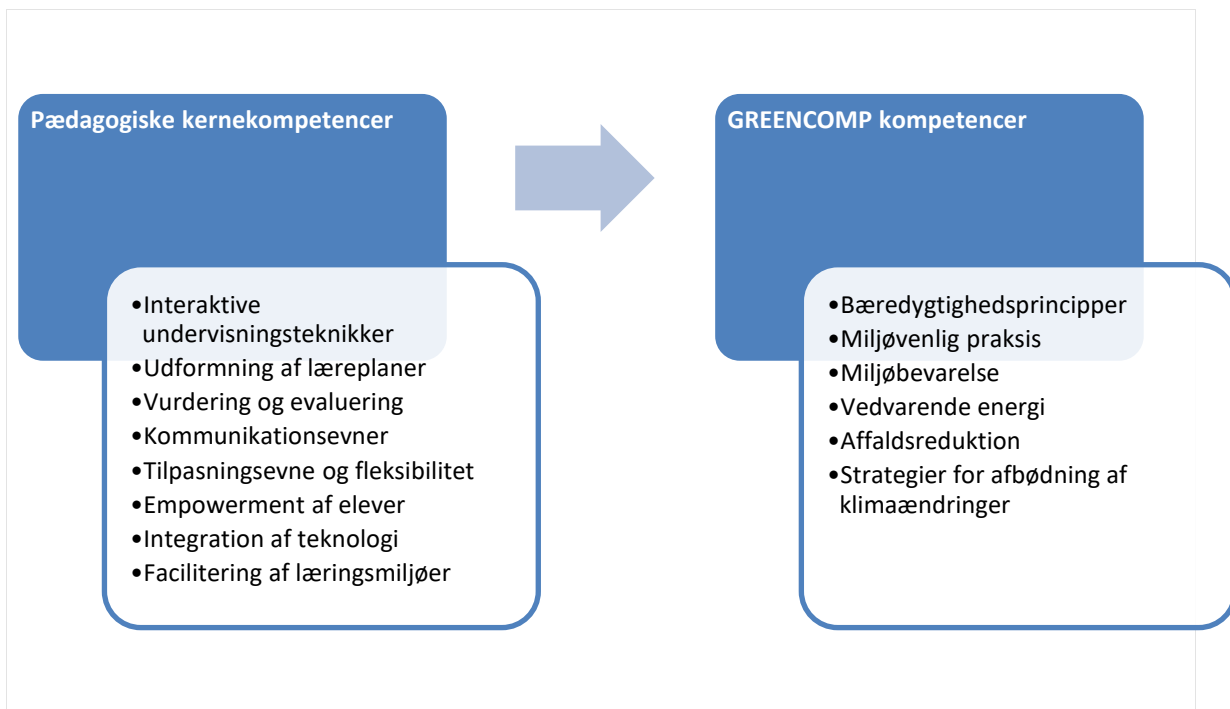 Pædagogiske kernekompetencer
•Interaktive
undervisningsteknikker
•Udformning af læreplaner
•Vurdering og evaluering
•Kommunikationsevner
•Tilpasningsevne og fleksibilitet
•Empowerment af elever
•Integration af teknologi
•Facilitering af læringsmiljøer
GREENCOMP kompetencer
•Bæredygtighedsprincipper
•Miljøvenlig praksis
•Miljøbevarelse
•Vedvarende energi
•Affaldsreduktion
•Strategier for afbødning af
klimaændringer